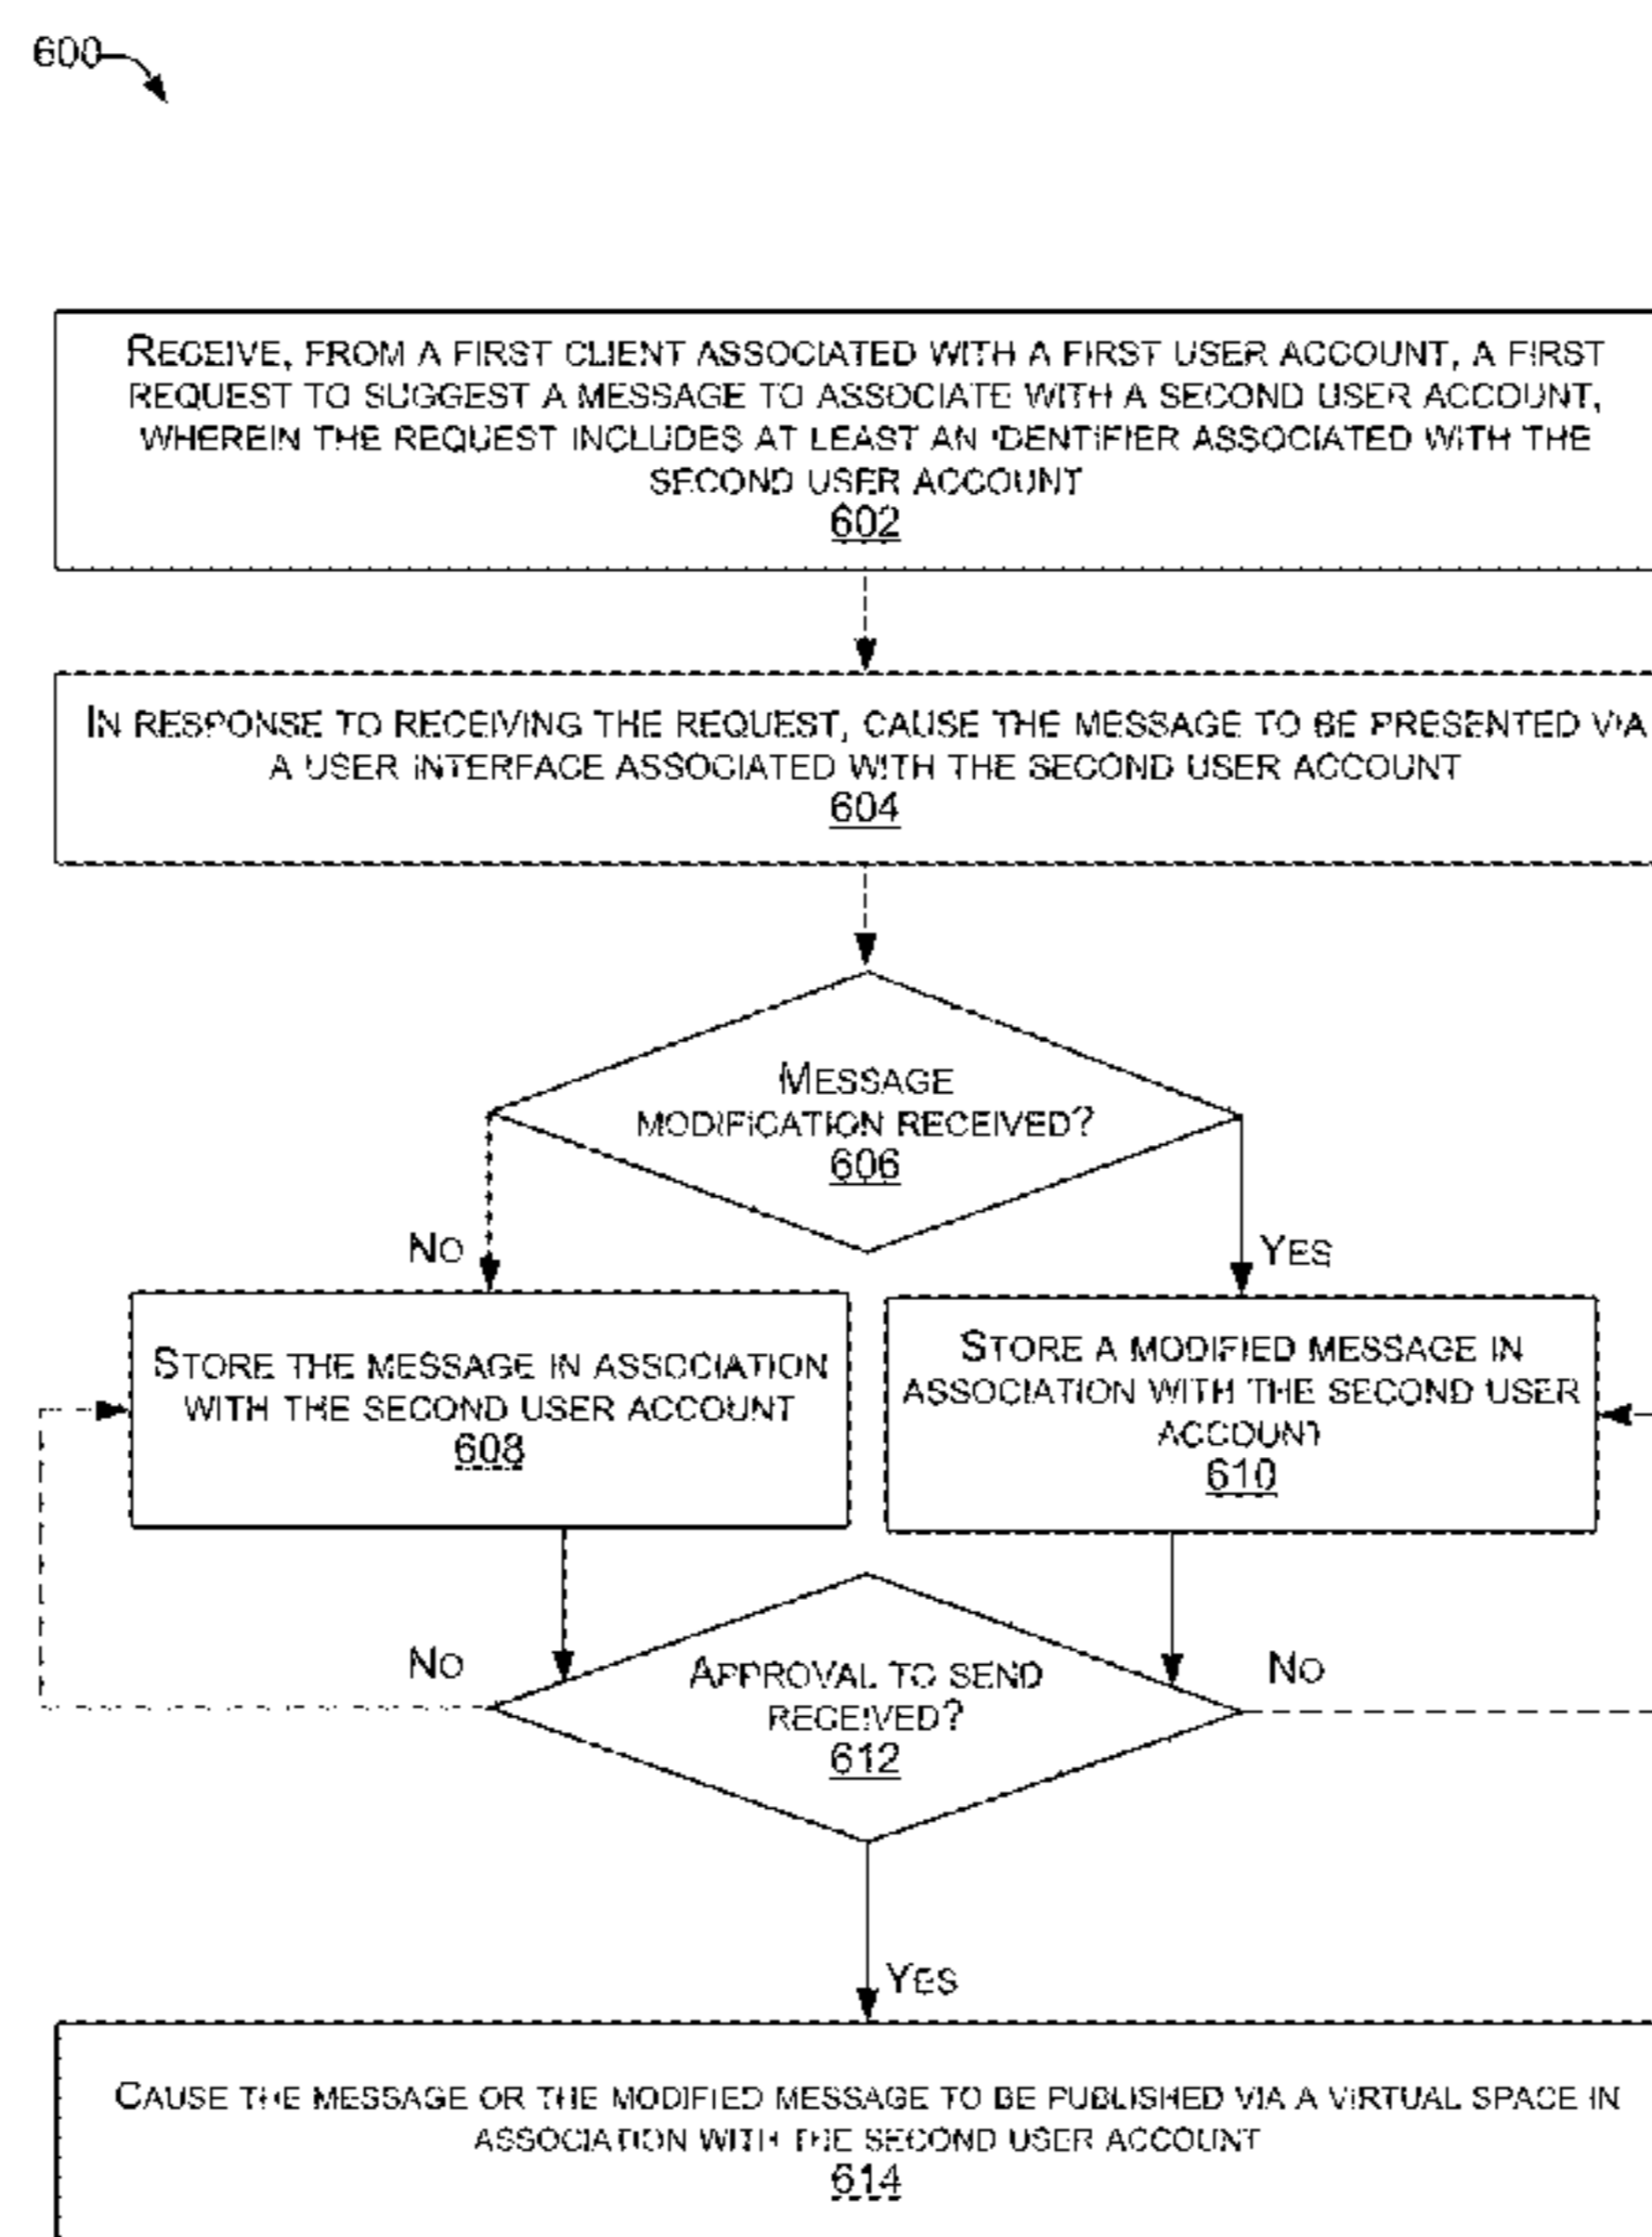 600
RECEIVE, FROM A FIRST CLIENT ASSOCIATED WITH A FIRST USER ACCOUNT, A FIRST
REQUEST TO SUGGEST A MESSAGE TO ASSOCIATE WITH A SECOND USER ACCOUNT,
WHEREIN THE REQUEST INCLUDES AT LEAST AN IDENTIFIER ASSOCIATED WITH THE
SECOND USER ACCOUNT
602
IN RESPONSE TO RECEIVING THE REQUEST, CAUSE THE MESSAGE TO BE PRESENTED VIA
A USER INTERFACE ASSOCIATED WITH THE SECOND USER ACCOUNT
604
MESSAGE
MODIFICATION RECEIVED?
606
NO
YES
STORE THE MESSAGE IN ASSOCIATION
WITH THE SECOND USER ACCOUNT
608
STORE A MODIFIED MESSAGE IN
ASSOCIATION WITH THE SECOND USER
ACCOUNT
610
NO
APPROVAL TO SEND
RECEIVED?
612
NO
YES
CAUSE THE MESSAGE OR THE MODIFIED MESSAGE TO BE PUBLISHED VIA A VIRTUAL SPACE IN
ASSOCIATION WITH THE SECOND USER ACCOUNT
614